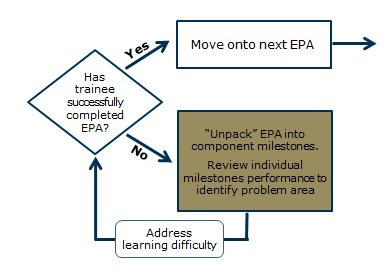 Yes
Move onto next EPA
Has
trainee
successfully
completed
EPA?
No
“Unpack” EPA into
component milestones.
Review individual
milestones performance to
identify problem area
Address
learning difficulty